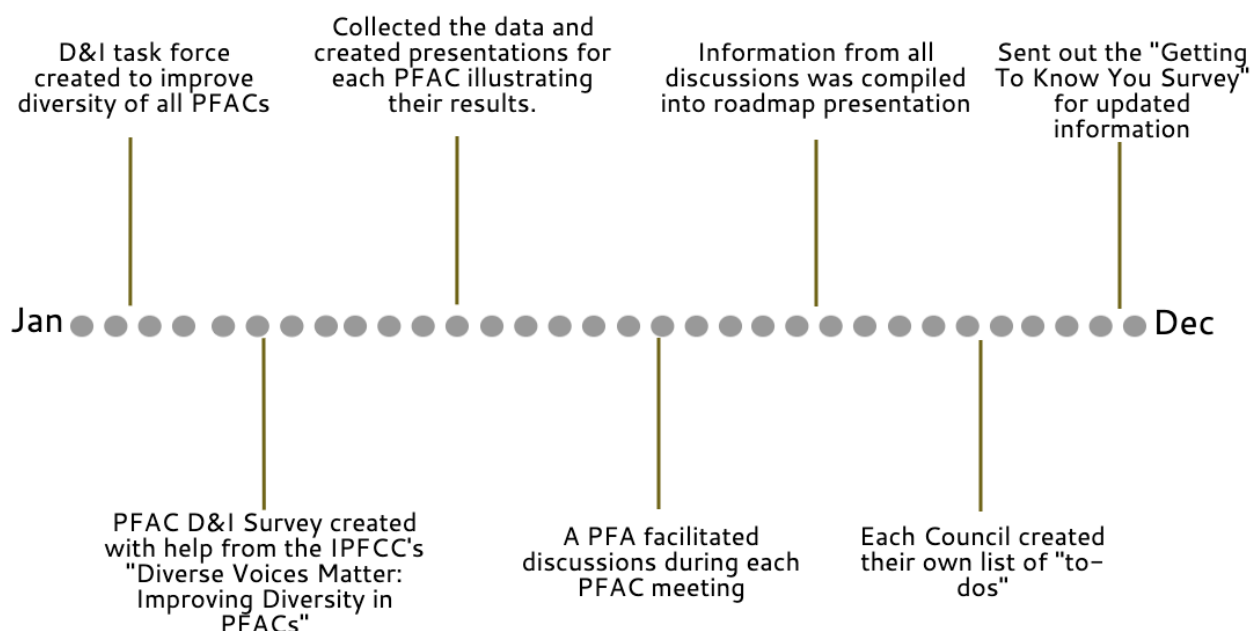 D&I task force
created to improve
diversity of all PFACs
Collected the data and
created presentations for
each PFAC illustrating
their results.
Information from all
discussions was compiled
into roadmap presentation
Sent out the "Getting
To Know You Survey"
for updated
information
Jan
Dec
PFAC D&I Survey created
with help from the IPFCC's
"Diverse Voices Matter:
Improving Diversity in
PFACs"
A PFA facilitated
discussions during each
PFAC meeting
Each Council created
their own list of "to-
dos"